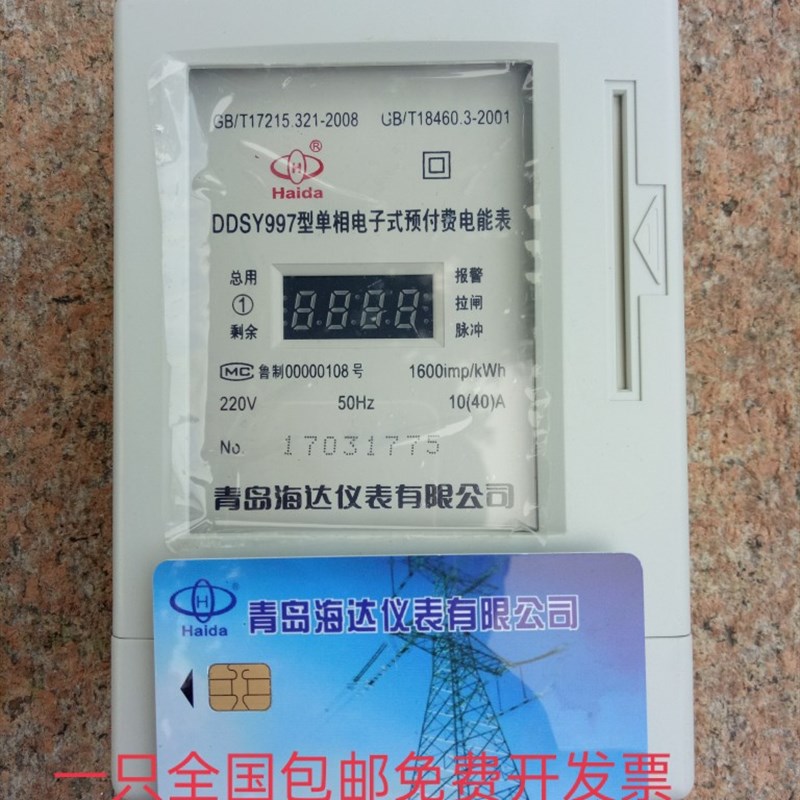 GB/T17215.321-2008 GB/T18460.3-2001
Haida ®
DDSY997型单相电子式预付费电能表
总用 报警
① 8888 拉闸
剩余 脉冲
MC 鲁制00000108号 1600imp/kWh
220V 50Hz 10(40)A
No. 17031775
青岛海达仪表有限公司
Haida ® 青岛海达仪表有限公司
一只全国包邮免费开发票